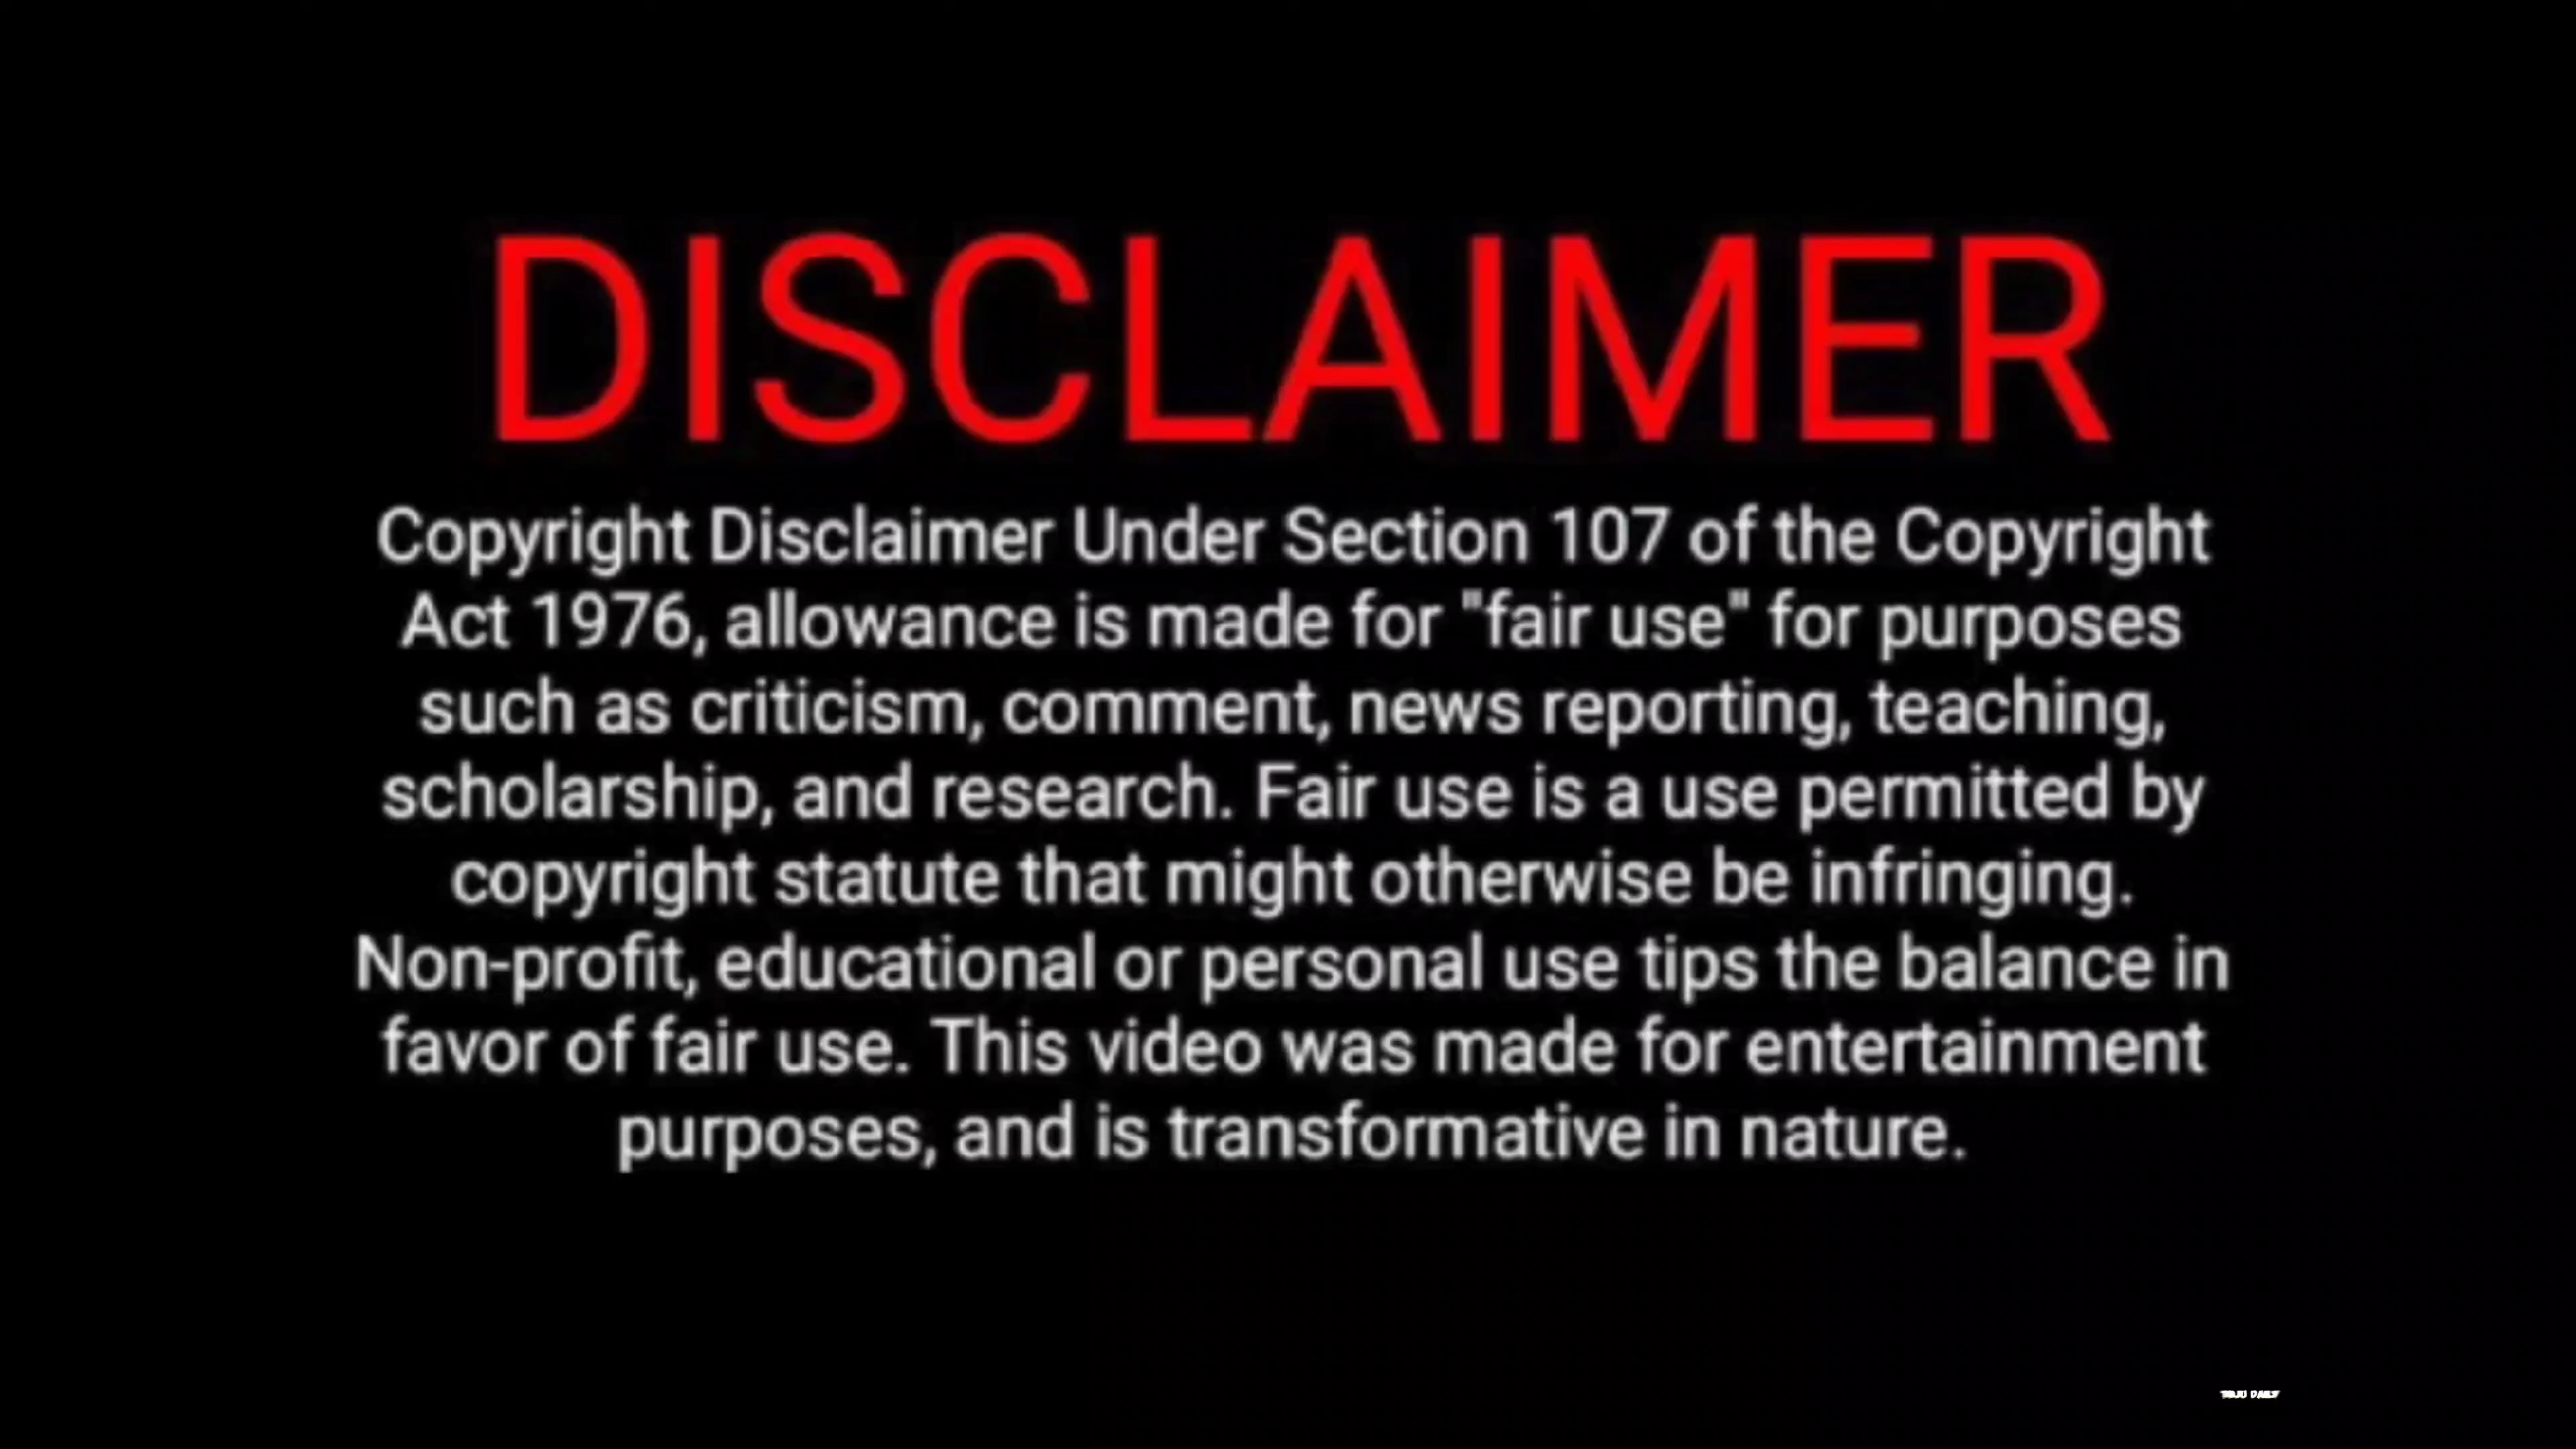 DISCLAIMER
Copyright Disclaimer Under Section 107 of the Copyright
Act 1976, allowance is made for "fair use" for purposes
such as criticism, comment, news reporting, teaching,
scholarship, and research. Fair use is a use permitted by
copyright statute that might otherwise be infringing.
Non-profit, educational or personal use tips the balance in
favor of fair use. This video was made for entertainment
purposes, and is transformative in nature.
DAILY